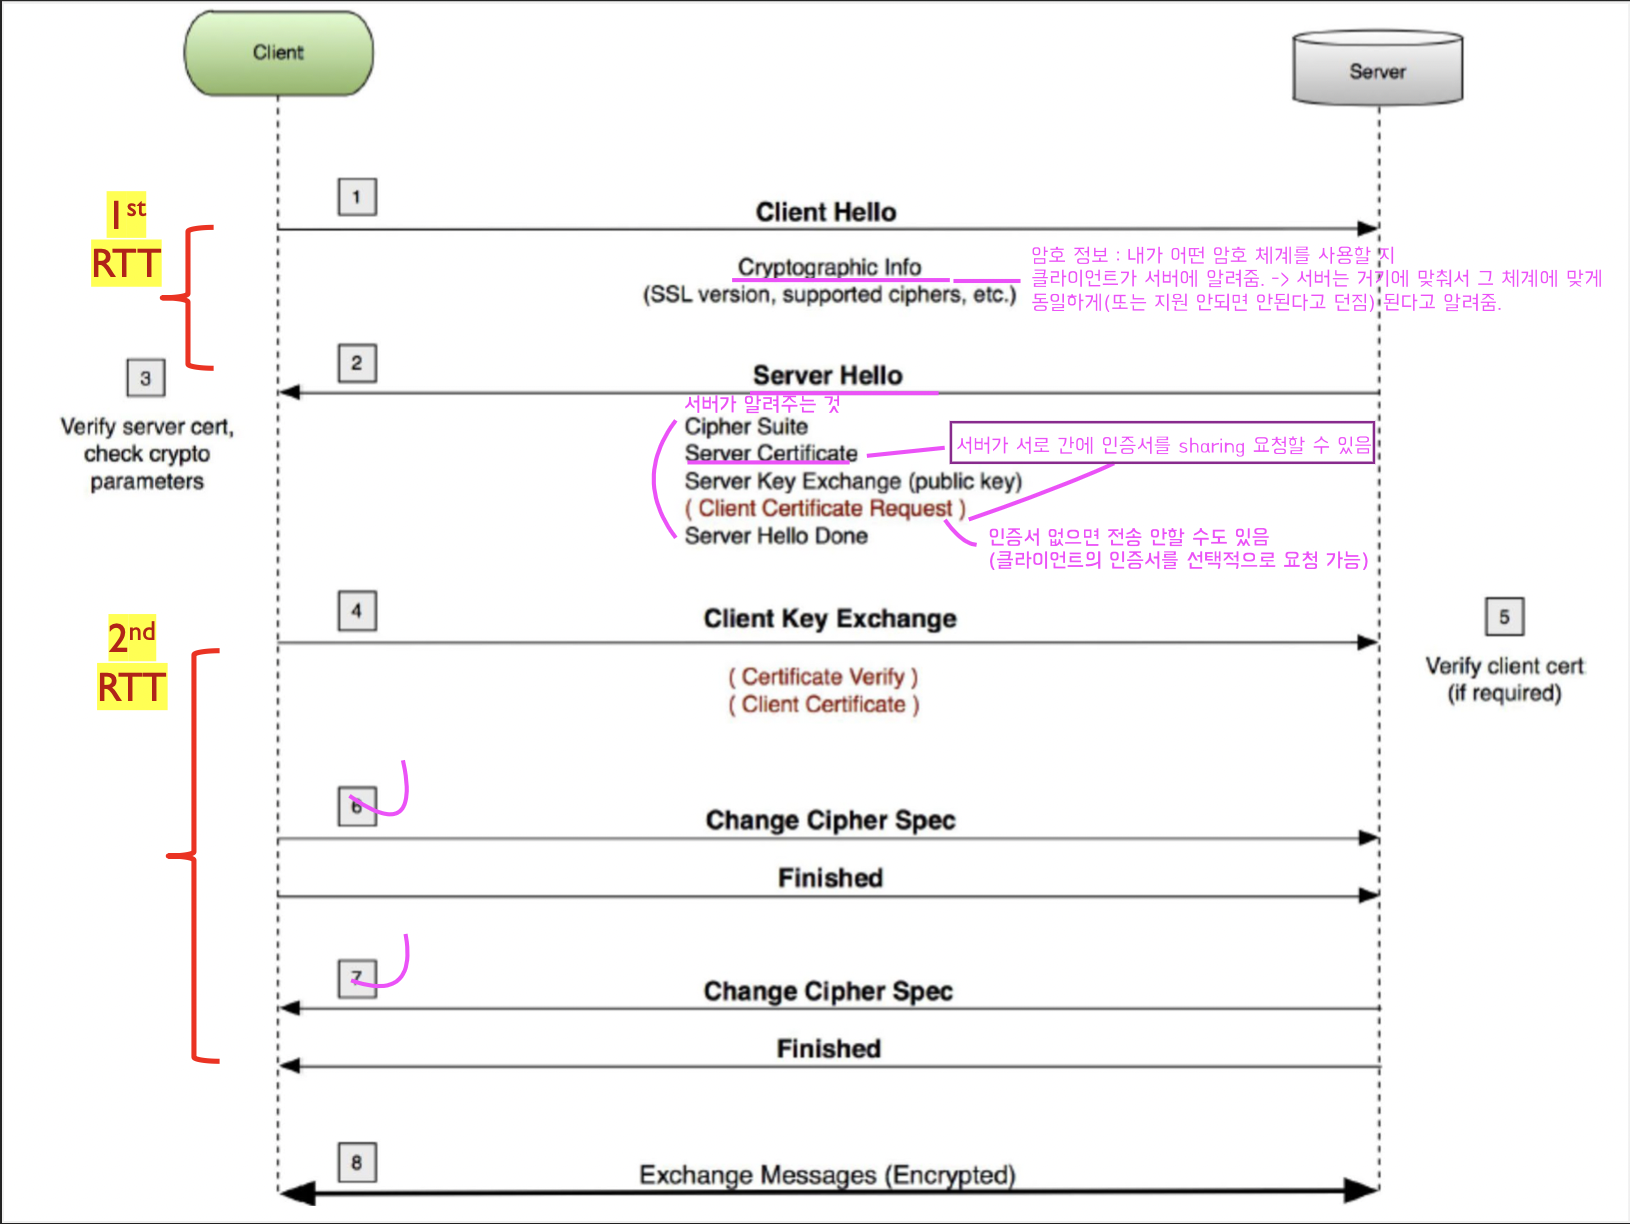 Client
Server
1
Client Hello
1st
RTT
Cryptographic Info
(SSL version, supported ciphers, etc.)
암호 정보 : 내가 어떤 암호 체계를 사용할 지
클라이언트가 서버에 알려줌. -> 서버는 거기에 맞춰서 그 체계에 맞게
동일하게(또는 지원 안되면 안된다고 던짐) 된다고 알려줌.
2
Server Hello
3
Verify server cert,
check crypto
parameters
서버가 알려주는 것
Cipher Suite
Server Certificate
서버가 서로 간에 인증서를 sharing 요청할 수 있음
Server Key Exchange (public key)
( Client Certificate Request )
Server Hello Done
인증서 없으면 전송 안할 수도 있음
(클라이언트의 인증서를 선택적으로 요청 가능)
4
Client Key Exchange
2nd
RTT
5
Verify client cert
(if required)
( Certificate Verify )
( Client Certificate )
6
Change Cipher Spec
Finished
7
Change Cipher Spec
Finished
8
Exchange Messages (Encrypted)